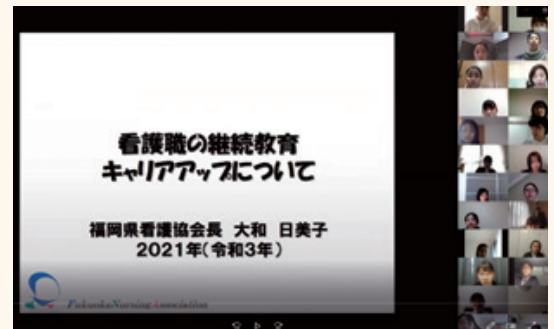 看護職の継続教育
キャリアアップについて
福岡県看護協会長 大和 日美子
2021年(令和3年)
Fukuoka Nursing Association